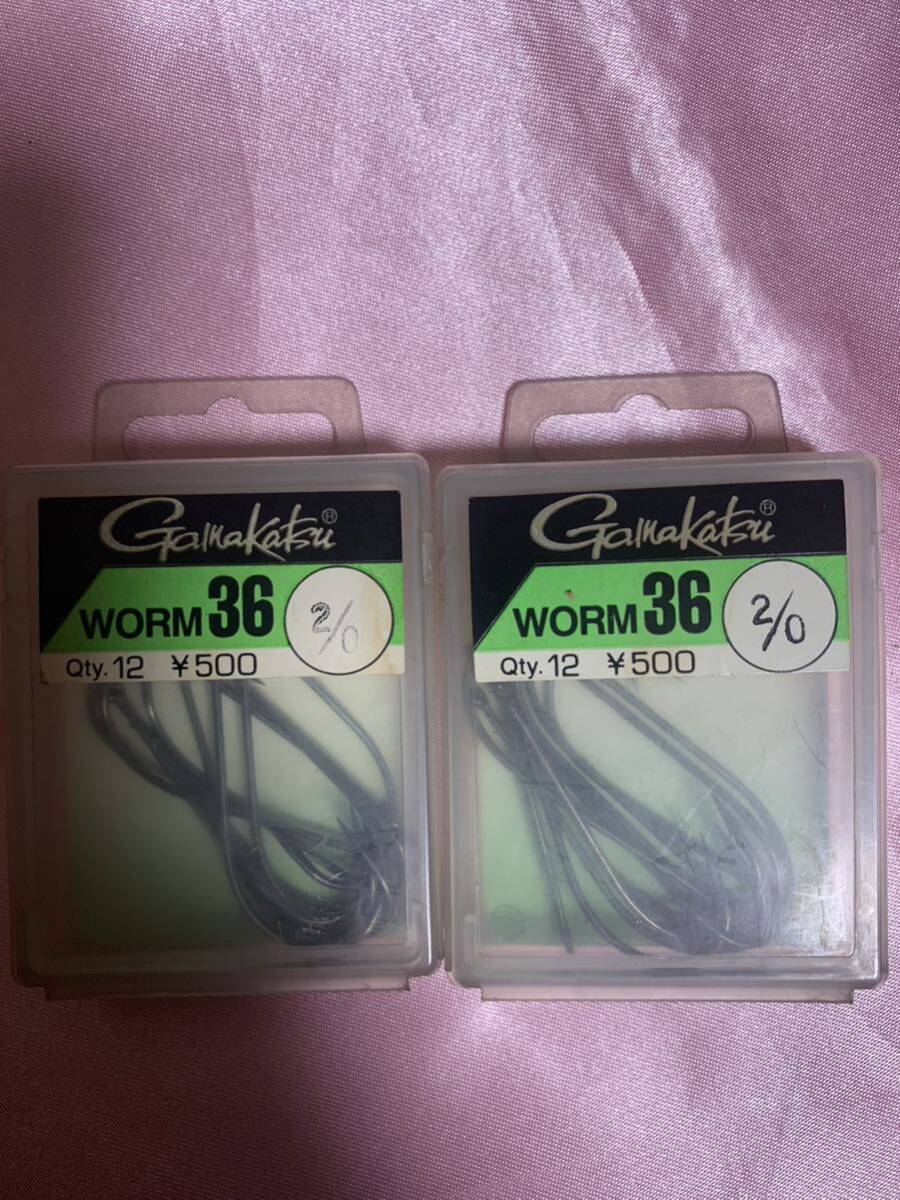 Gamakatsu®
WORM 36 2/0
Qty. 12 ¥500
Gamakatsu®
WORM 36 2/0
Qty. 12 ¥500